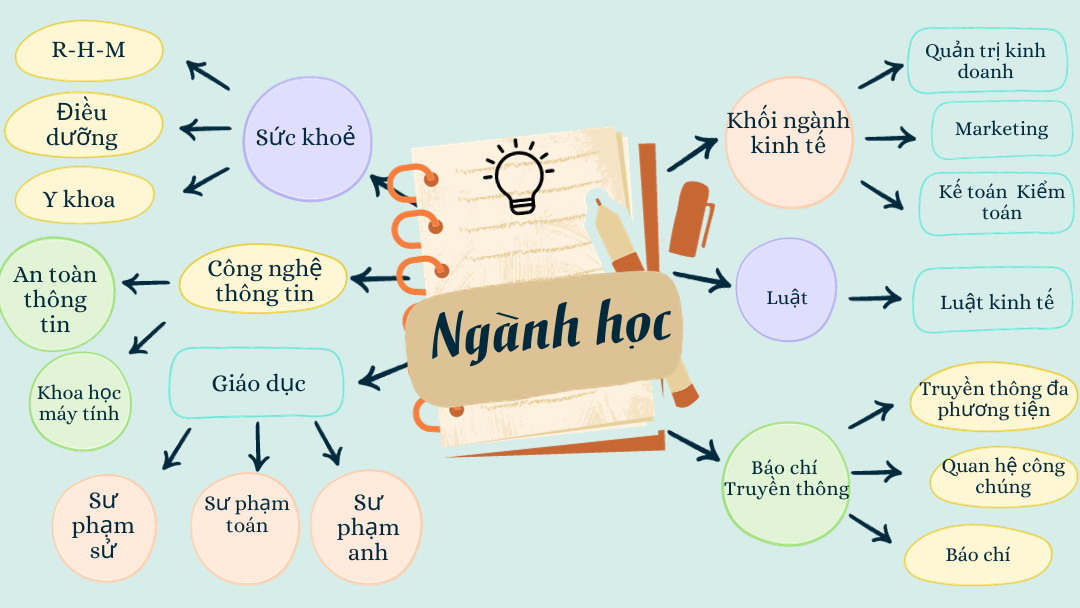 R-H-M
Điều
dưỡng
Y khoa
Sức khoẻ
An toàn
thông
tin
Công nghệ
thông tin
Khoa học
máy tính
Giáo dục
Sư
phạm
sử
Sư phạm
toán
Sư
phạm
anh
Ngành học
Khối ngành
kinh tế
Quản trị kinh
doanh
Marketing
Kế toán  Kiểm
toán
Luật
Luật kinh tế
Báo chí
Truyền thông
Truyền thông đa
phương tiện
Quan hệ công
chúng
Báo chí